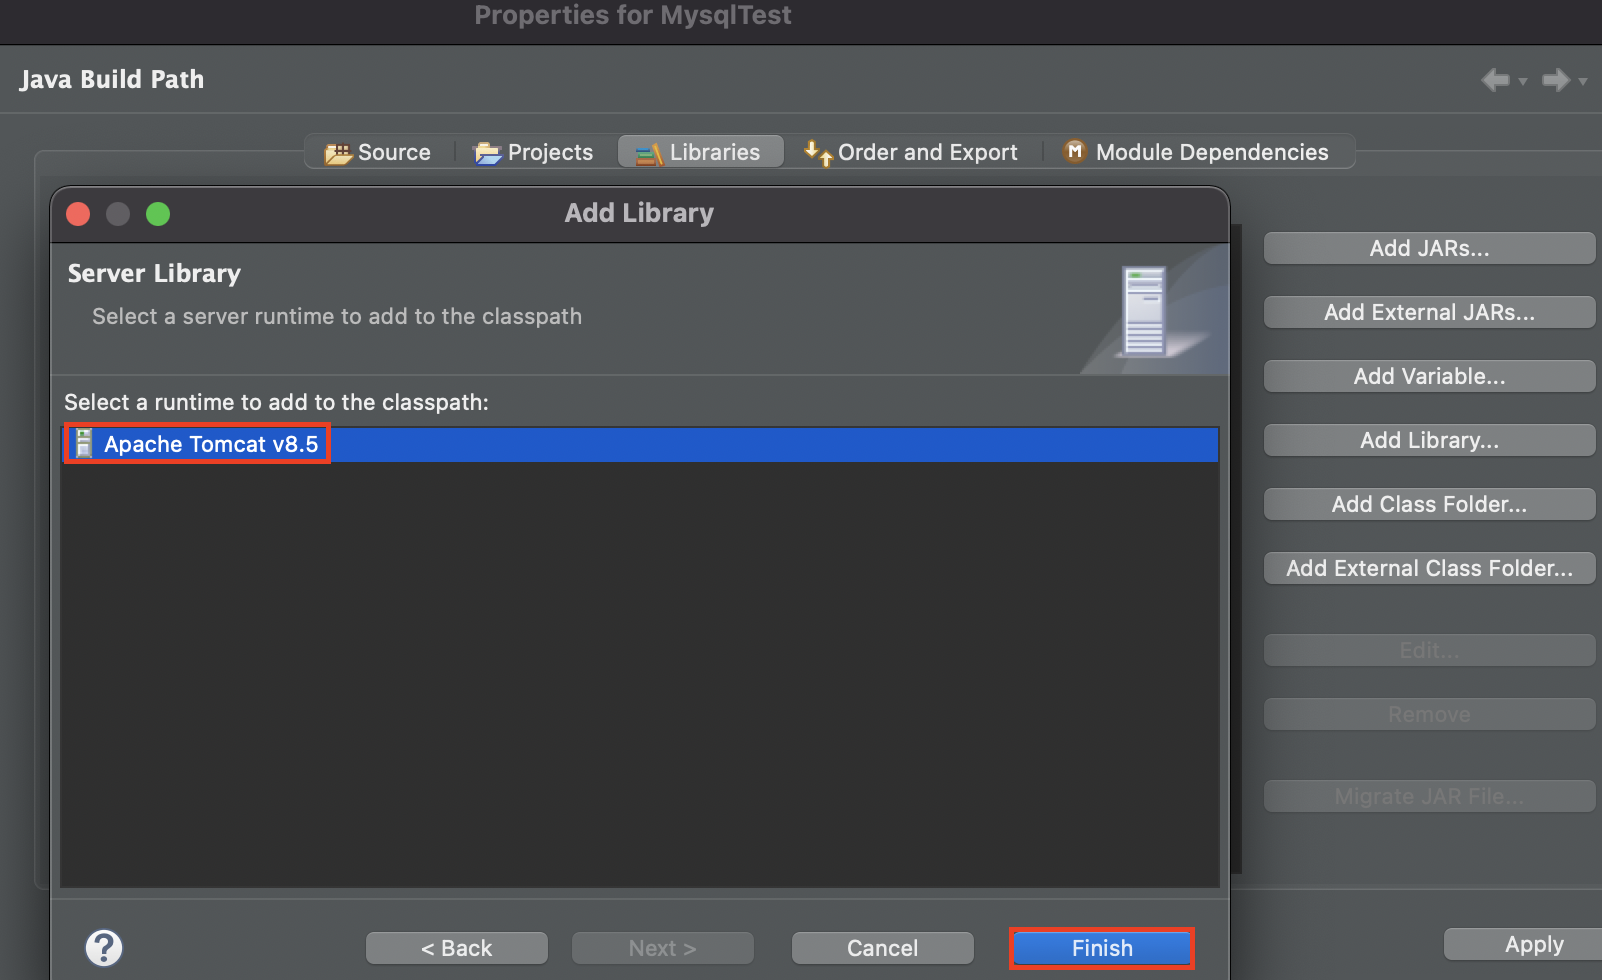 Properties for MysqlTest
Java Build Path
Source
Projects
Libraries
Order and Export
M
Module Dependencies
Add Library
Server Library
Select a server runtime to add to the classpath
Select a runtime to add to the classpath:
Apache Tomcat v8.5
Add JARs...
Add External JARs...
Add Variable...
Add Library...
Add Class Folder...
Add External Class Folder...
Edit...
Remove
Migrate JAR File...
?
< Back
Next >
Cancel
Finish
Apply